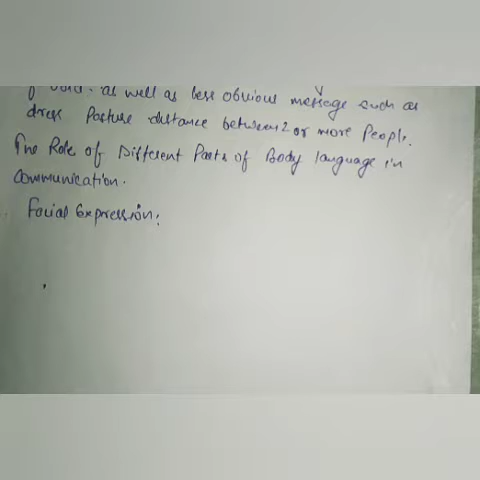 as well as less obvious message such as
dress Posture distance between 2 or more People.
The Role of Different Parts of Body language in
Communication.
Facial Expression: